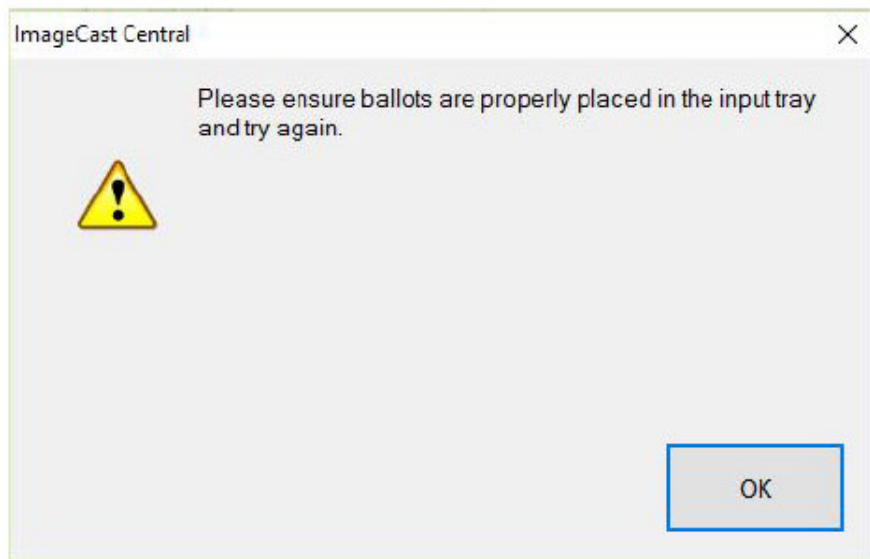 ImageCast Central
Please ensure ballots are properly placed in the input tray
and try again.
OK